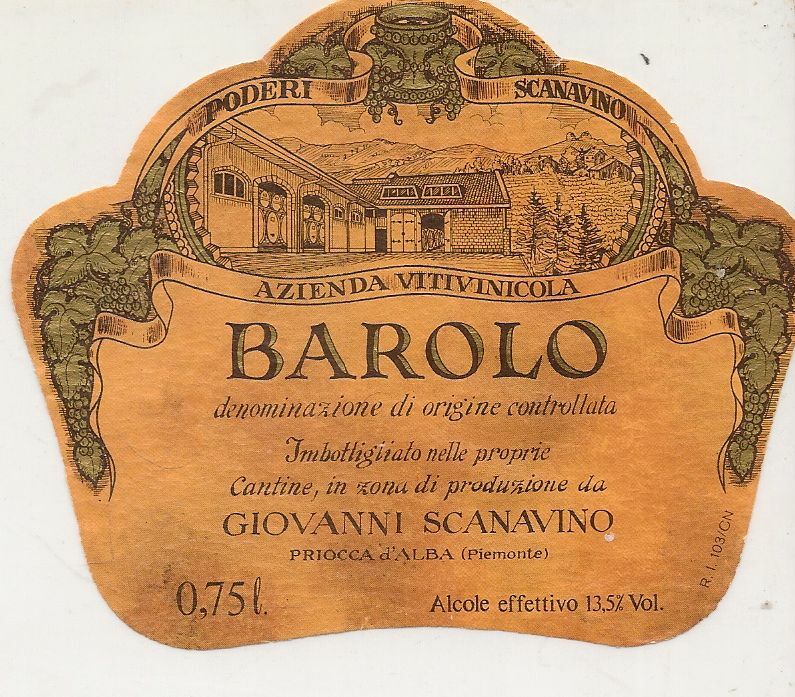 PODERI SCANAVINO
AZIENDA VITIVINICOLA
BAROLO
denominazione di origine controllata
Imbottigliato nelle proprie
Cantine, in zona di produzione da
GIOVANNI SCANAVINO
PRIOCCA d'ALBA (Piemonte)
0,75 l.
Alcole effettivo 13,5% Vol.
R. I. 103/CN